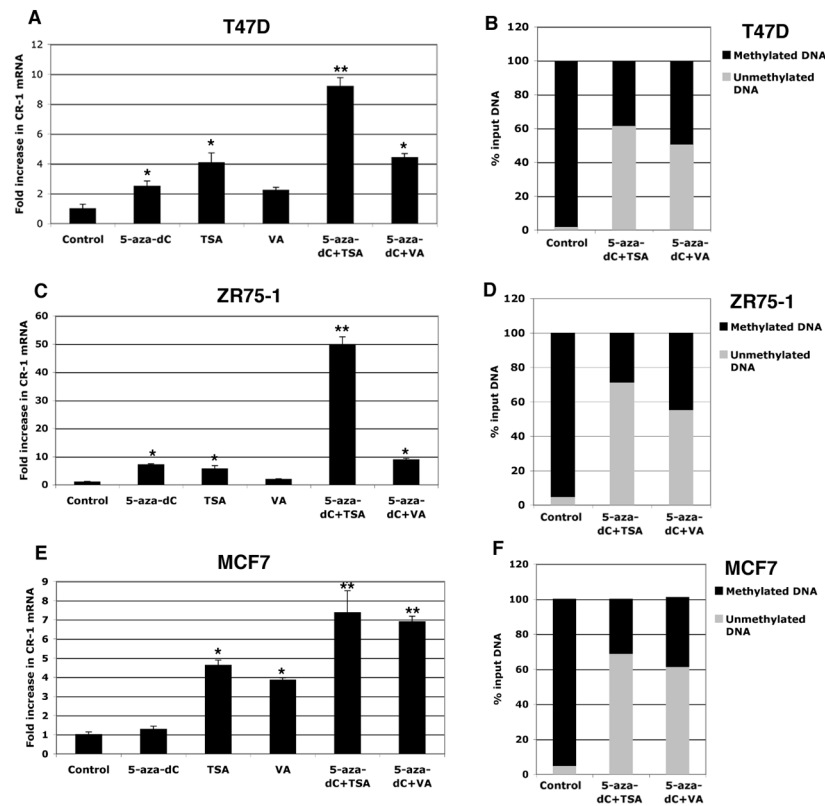 A
T47D
Fold increase in CR-1 mRNA
12
10
8
6
4
2
0
*
*
**
*
Control
5-aza-dC
TSA
VA
5-aza-
dC+TSA
5-aza-
dC+VA
B
T47D
Methylated DNA
Unmethylated
DNA
% input DNA
120
100
80
60
40
20
0
Control
5-aza-
dC+TSA
5-aza-
dC+VA
C
ZR75-1
Fold increase in CR-1 mRNA
60
50
40
30
20
10
0
*
*
**
*
Control
5-aza-dC
TSA
VA
5-aza-
dC+TSA
5-aza-
dC+VA
D
ZR75-1
Methylated DNA
Unmethylated
DNA
% input DNA
120
100
80
60
40
20
0
Control
5-aza-
dC+TSA
5-aza-
dC+VA
E
MCF7
Fold increase in CR-1 mRNA
9
8
7
6
5
4
3
2
1
0
*
*
**
**
Control
5-aza-dC
TSA
VA
5-aza-
dC+TSA
5-aza-
dC+VA
F
MCF7
Methylated DNA
Unmethylated
DNA
% input DNA
120
100
80
60
40
20
0
Control
5-aza-
dC+TSA
5-aza-
dC+VA